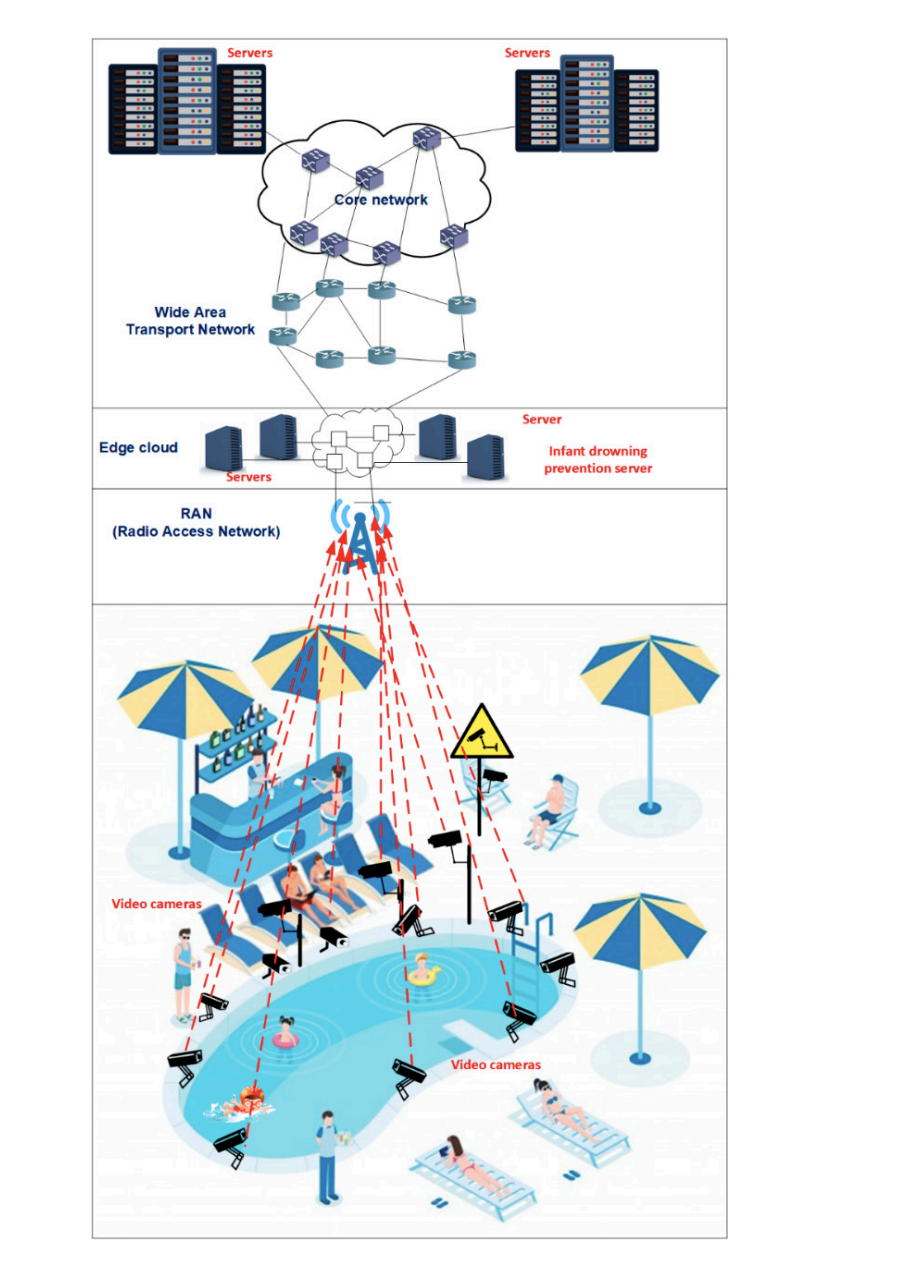 Servers
Servers
Core network
Wide Area
Transport Network
Server
Edge cloud
Infant drowning
prevention server
Servers
RAN
(Radio Access Network)
Video cameras
Video cameras